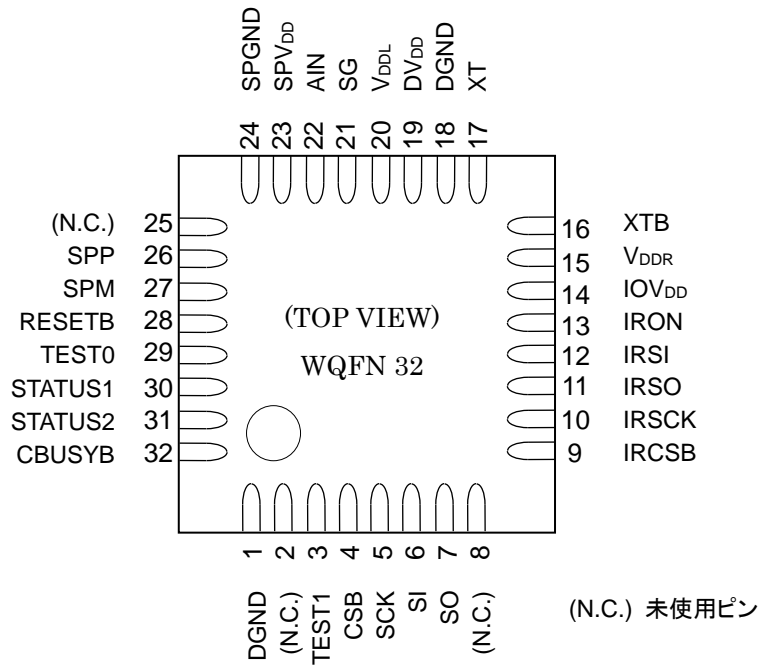 SPGND
SPVDD
AIN
SG
VDDL
DVDD
DGND
XT
24
23
22
21
20
19
18
17
(N.C.) 25
SPP 26
SPM 27
RESETB 28
TEST0 29
STATUS1 30
STATUS2 31
CBUSYB 32
(TOP VIEW)
WQFN 32
16 XTB
15 VDDR
14 IOVDD
13 IRON
12 IRSI
11 IRSO
10 IRSCK
9 IRCSB
1
2
3
4
5
6
7
8
DGND
(N.C.)
TEST1
CSB
SCK
SI
SO
(N.C.)
(N.C.) 未使用ピン